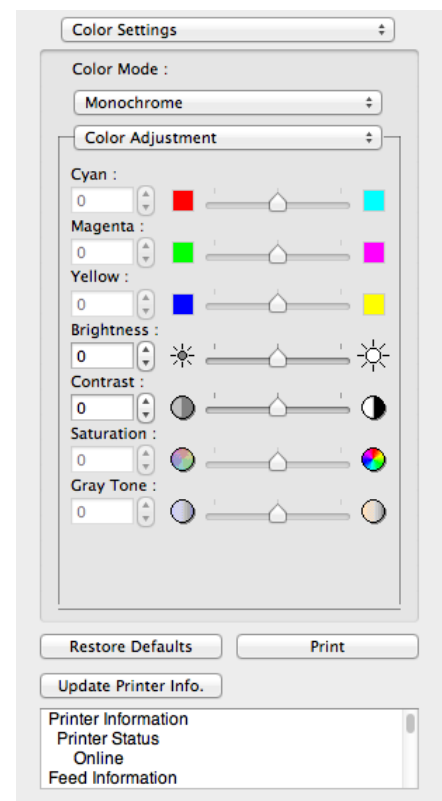 Color Settings
Color Mode :
Monochrome
Color Adjustment
Cyan :
0
Magenta :
0
Yellow :
0
Brightness :
0
Contrast :
0
Saturation :
0
Gray Tone :
0
Restore Defaults Print
Update Printer Info.
Printer Information
Printer Status
Online
Feed Information